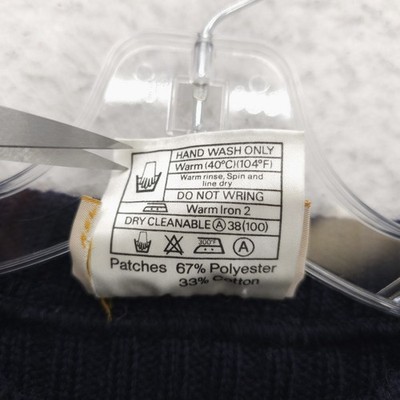 HAND WASH ONLY
Warm (40°C)(104°F)
Warm rinse, Spin and
line dry
DO NOT WRING
Warm Iron 2
DRY CLEANABLE Ⓐ 38(100)
Ⓐ
Patches 67% Polyester
33% Cotton